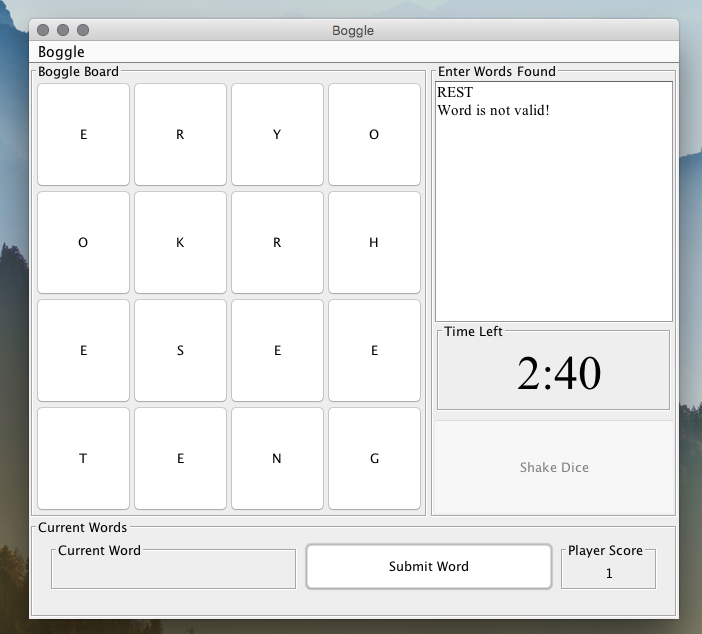 Boggle
Boggle
Boggle Board
E R Y O
O K R H
E S E E
T E N G
Enter Words Found
REST
Word is not valid!
Time Left
2:40
Shake Dice
Current Words
Current Word
Submit Word
Player Score
1